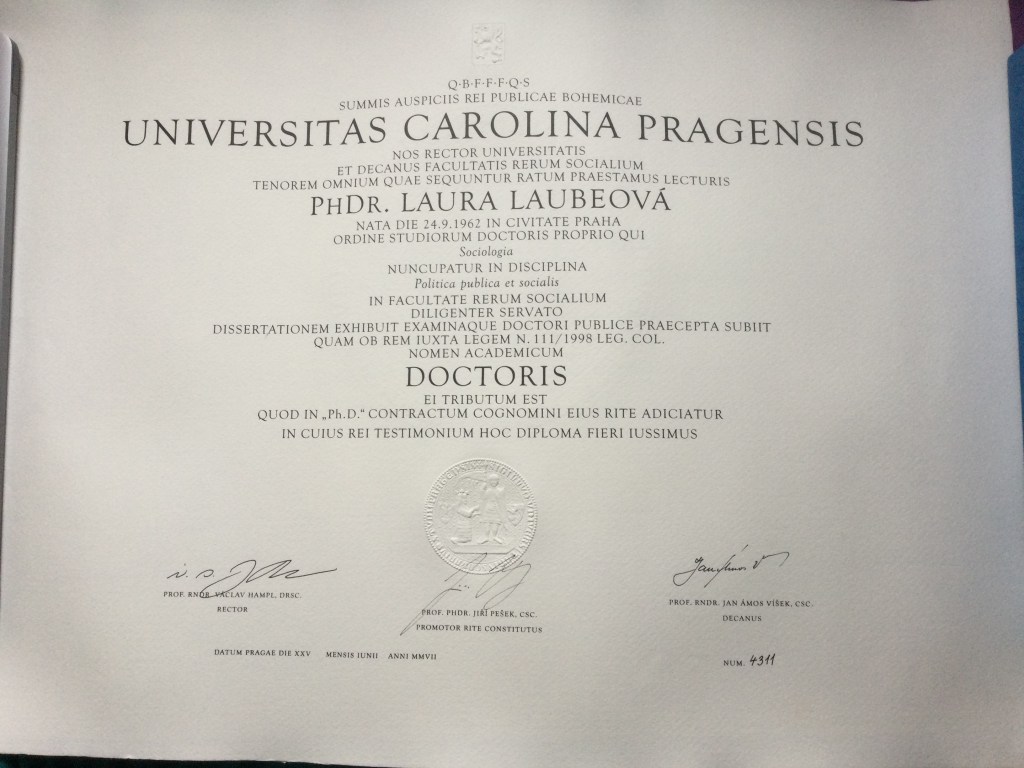 Q·B·F·F·F·Q·S
SUMMIS AUSPICIIS REI PUBLICAE BOHEMICAE
UNIVERSITAS CAROLINA PRAGENSIS
NOS RECTOR UNIVERSITATIS
ET DECANUS FACULTATIS RERUM SOCIALIUM
TENOREM OMNIUM QUAE SEQUUNTUR RATUM PRAESTAMUS LECTURIS
PHDR. LAURA LAUBEOVÁ
NATA DIE 24.9.1962 IN CIVITATE PRAHA
ORDINE STUDIORUM DOCTORIS PROPRIO QUI
Sociologia
NUNCUPATUR IN DISCIPLINA
Politica publica et socialis
IN FACULTATE RERUM SOCIALIUM
DILIGENTER SERVATO
DISSERTATIONEM EXHIBUIT EXAMINAQUE DOCTORI PUBLICE PRAECEPTA SUBIIT
QUAM OB REM IUXTA LEGEM N. 111/1998 LEG. COL.
NOMEN ACADEMICUM
DOCTORIS
EI TRIBUTUM EST
QUOD IN „Ph.D.“ CONTRACTUM COGNOMINI EIUS RITE ADICIATUR
IN CUIUS REI TESTIMONIUM HOC DIPLOMA FIERI IUSSIMUS
PROF. RNDR. VÁCLAV HAMPL, DRSC.
RECTOR
PROF. PHDR. JIŘÍ PEŠEK, CSC.
PROMOTOR RITE CONSTITUTUS
PROF. RNDR. JAN ÁMOS VÍŠEK, CSC.
DECANUS
DATUM PRAGAE DIE XXV MENSIS IUNII ANNI MMVII
NUM. 4311